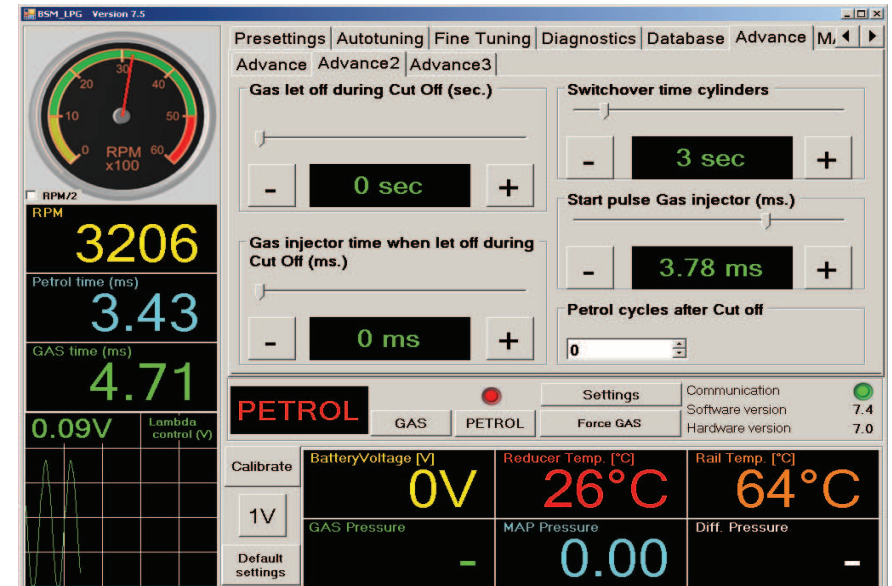 BSM_LPG Version 7.5
Presettings Autotuning Fine Tuning Diagnostics Database Advance
Advance Advance2 Advance3
0 10 20 30 40 50 60
RPM
x100
RPM/2
RPM
3206
Petrol time (ms)
3.43
GAS time (ms)
4.71
0.09V
Lambda
control (V)
Gas let off during Cut Off (sec.)
- 0 sec +
Gas injector time when let off during
Cut Off (ms.)
- 0 ms +
Switchover time cylinders
- 3 sec +
Start pulse Gas injector (ms.)
- 3.78 ms +
Petrol cycles after Cut off
0
PETROL
GAS
PETROL
Settings
Force GAS
Communication
Software version 7.4
Hardware version 7.0
Calibrate
1V
Default
settings
BatteryVoltage [V]
0V
Reducer Temp. [°C]
26°C
Rail Temp. [°C]
64°C
GAS Pressure
-
MAP Pressure
0.00
Diff. Pressure
-